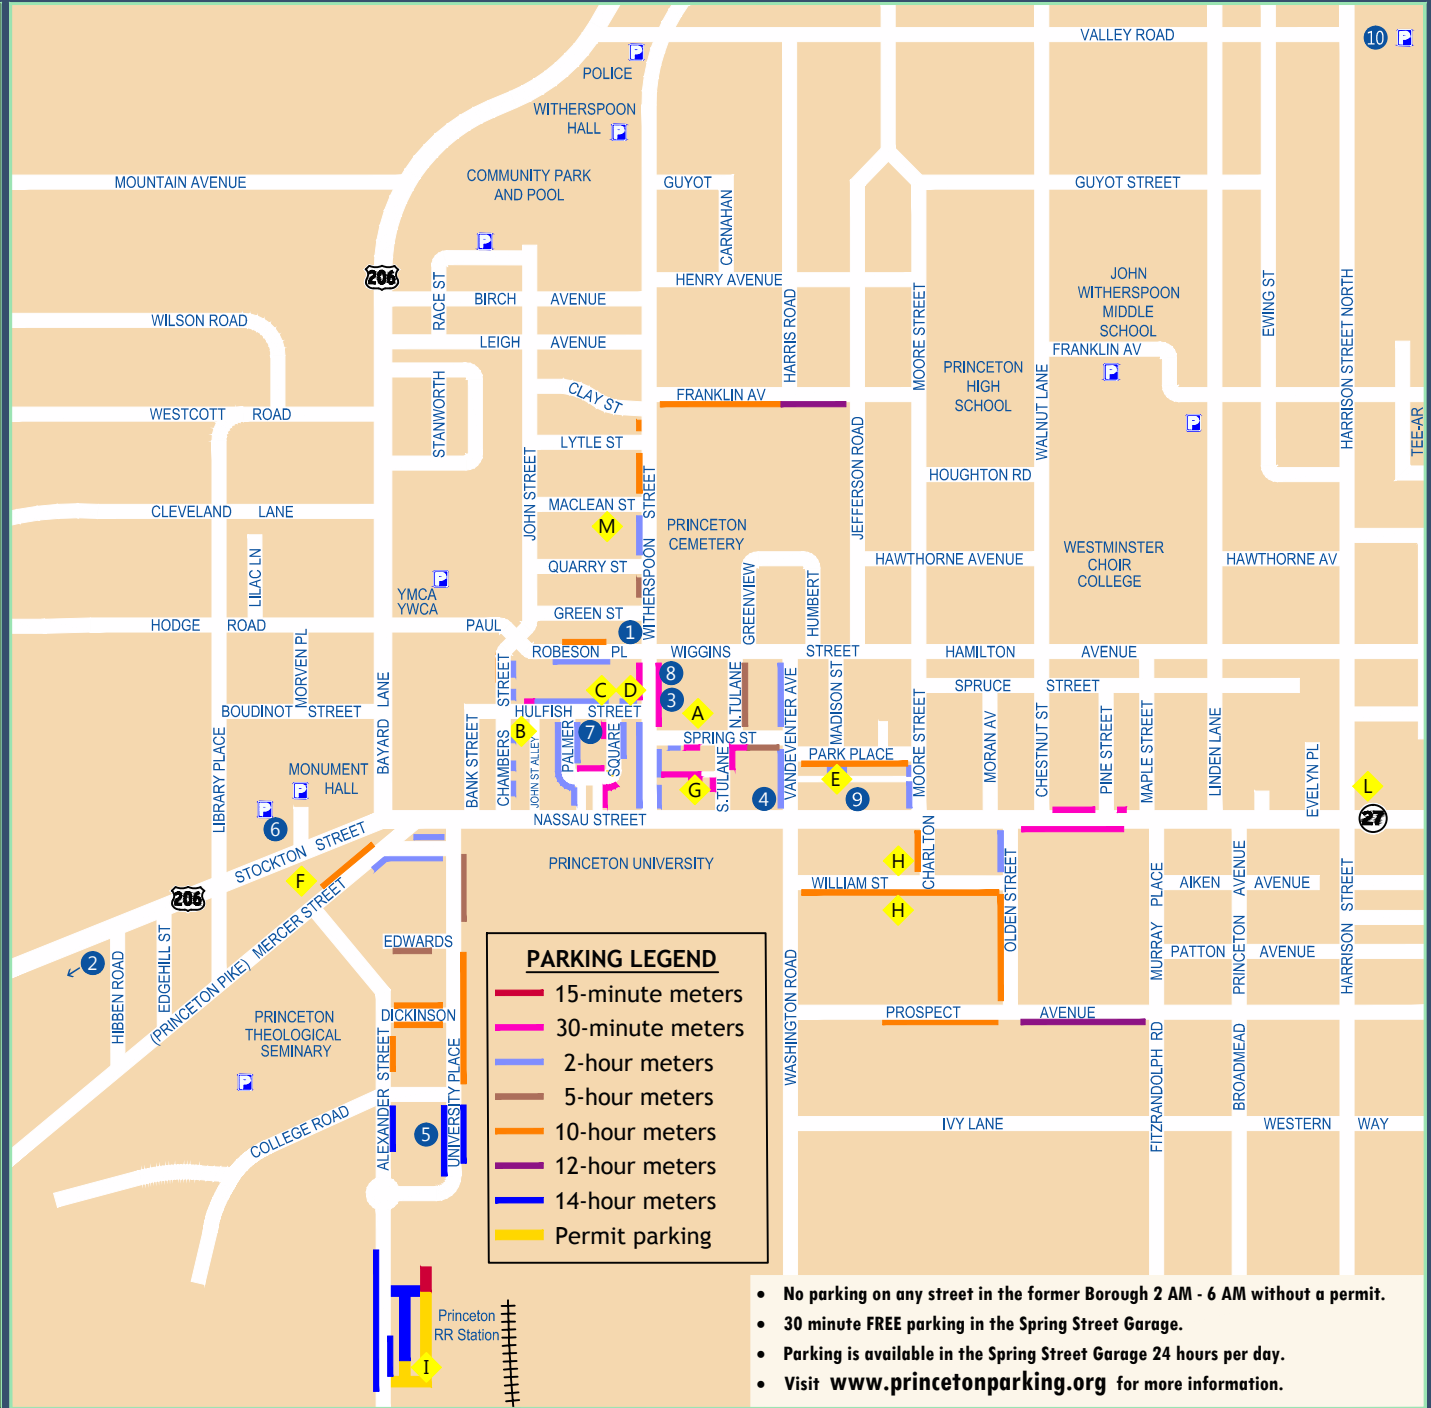 VALLEY ROAD
10
P
P
POLICE
WITHERSPOON
HALL
P
COMMUNITY PARK
AND POOL
MOUNTAIN AVENUE
GUYOT
GUYOT STREET
CARNAHAN
P
206
HENRY AVENUE
RACE ST
BIRCH AVENUE
JOHN
WITHERSPOON
MIDDLE
SCHOOL
EWING ST
HARRISON STREET NORTH
WILSON ROAD
LEIGH AVENUE
HARRIS ROAD
MOORE STREET
FRANKLIN AV
P
PRINCETON
HIGH
SCHOOL
CLAY ST
FRANKLIN AV
STANWORTH
WESTCOTT ROAD
WALNUT LANE
P
TEE-AR
LYTLE ST
JOHN STREET
JEFFERSON ROAD
HOUGHTON RD
MACLEAN ST
CLEVELAND LANE
M
WITHERSPOON STREET
PRINCETON
CEMETERY
WESTMINSTER
CHOIR
COLLEGE
HAWTHORNE AVENUE
HAWTHORNE AV
LILAC LN
QUARRY ST
P
YMCA
YWCA
GREENVIEW
HUMBERT
GREEN ST
HODGE ROAD
PAUL
1
ROBESON PL
WIGGINS STREET
HAMILTON AVENUE
MORVEN PL
8
3
C
D
A
N.TULANE
SPRUCE STREET
BOUDINOT STREET
HULFISH STREET
B
7
SPRING ST
BAYARD LANE
BANK STREET
CHAMBERS STREET
JOHN ST ALLEY
PALMER SQUARE
VANDEVENTER AVE
MADISON ST
PARK PLACE
MOORE STREET
MORAN AV
CHESTNUT ST
PINE STREET
MAPLE STREET
LINDEN LANE
EVELYN PL
LIBRARY PLACE
MONUMENT
HALL
P
P
6
G
S.TULANE
4
E
9
L
27
NASSAU STREET
STOCKTON STREET
PRINCETON UNIVERSITY
CHARLTON
H
F
206
WILLIAM ST
H
OLDEN STREET
AIKEN AVENUE
MURRAY PLACE
PRINCETON AVENUE
HARRISON STREET
PATTON AVENUE
(PRINCETON PIKE) MERCER STREET
EDWARDS
2
HIBBEN ROAD
EDGEHILL ST
PRINCETON
THEOLOGICAL
SEMINARY
P
DICKINSON
WASHINGTON ROAD
PROSPECT AVENUE
FITZRANDOLPH RD
BROADMEAD
IVY LANE
WESTERN WAY
COLLEGE ROAD
ALEXANDER STREET
5
UNIVERSITY PLACE
PARKING LEGEND
15-minute meters
30-minute meters
2-hour meters
5-hour meters
10-hour meters
12-hour meters
14-hour meters
Permit parking
Princeton
RR Station
I
• No parking on any street in the former Borough 2 AM - 6 AM without a permit.
• 30 minute FREE parking in the Spring Street Garage.
• Parking is available in the Spring Street Garage 24 hours per day.
• Visit www.princetonparking.org for more information.